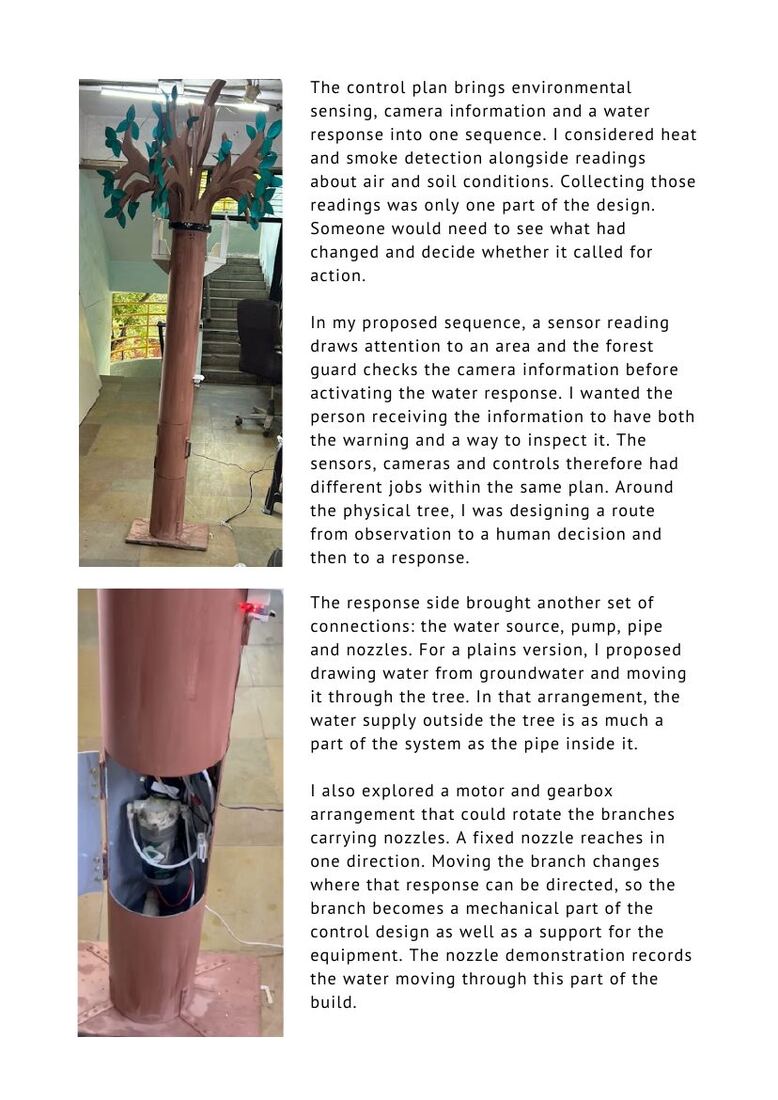 The control plan brings environmental
sensing, camera information and a water
response into one sequence. I considered heat
and smoke detection alongside readings
about air and soil conditions. Collecting those
readings was only one part of the design.
Someone would need to see what had
changed and decide whether it called for
action.
In my proposed sequence, a sensor reading
draws attention to an area and the forest
guard checks the camera information before
activating the water response. I wanted the
person receiving the information to have both
the warning and a way to inspect it. The
sensors, cameras and controls therefore had
different jobs within the same plan. Around
the physical tree, I was designing a route
from observation to a human decision and
then to a response.
The response side brought another set of
connections: the water source, pump, pipe
and nozzles. For a plains version, I proposed
drawing water from groundwater and moving
it through the tree. In that arrangement, the
water supply outside the tree is as much a
part of the system as the pipe inside it.
I also explored a motor and gearbox
arrangement that could rotate the branches
carrying nozzles. A fixed nozzle reaches in
one direction. Moving the branch changes
where that response can be directed, so the
branch becomes a mechanical part of the
control design as well as a support for the
equipment. The nozzle demonstration records
the water moving through this part of the
build.